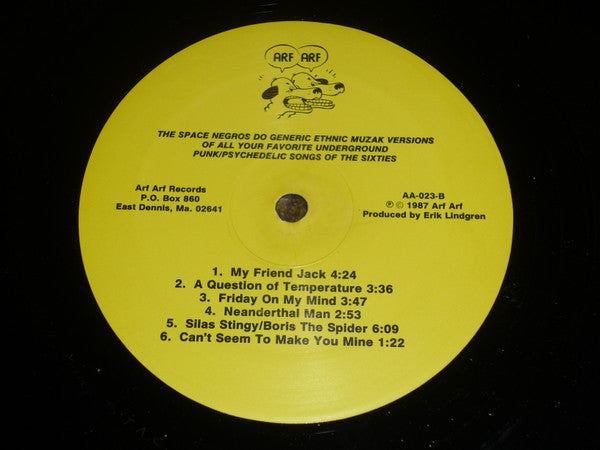 ARF ARF
THE SPACE NEGROS DO GENERIC ETHNIC MUZAK VERSIONS
OF ALL YOUR FAVORITE UNDERGROUND
PUNK/PSYCHEDELIC SONGS OF THE SIXTIES
Arf Arf Records
P.O. Box 860
East Dennis, Ma. 02641
AA-023-B
℗ © 1987 Arf Arf
Produced by Erik Lindgren
1. My Friend Jack 4:24
2. A Question of Temperature 3:36
3. Friday On My Mind 3:47
4. Neanderthal Man 2:53
5. Silas Stingy/Boris The Spider 6:09
6. Can't Seem To Make You Mine 1:22